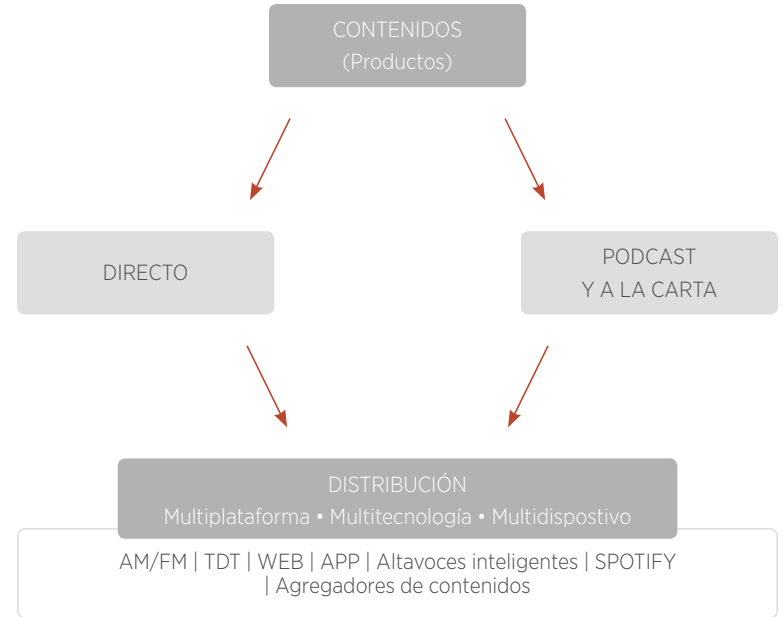 CONTENIDOS
(Productos)
DIRECTO
PODCAST
Y A LA CARTA
DISTRIBUCIÓN
Multiplataforma • Multitecnología • Multidispostivo
AM/FM | TDT | WEB | APP | Altavoces inteligentes | SPOTIFY
| Agregadores de contenidos